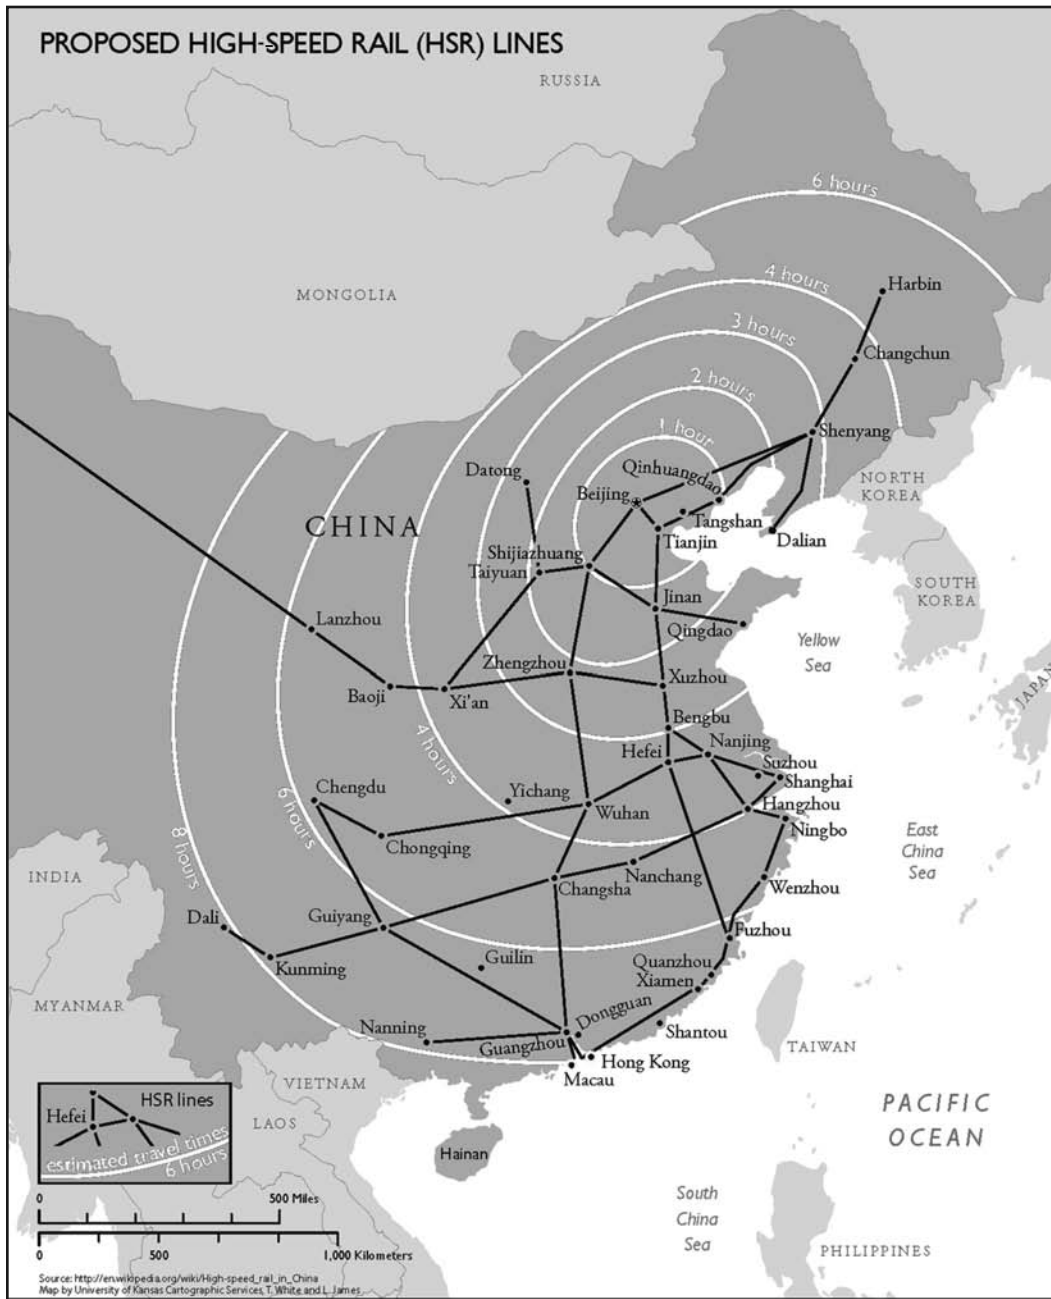 PROPOSED HIGH-SPEED RAIL (HSR) LINES
RUSSIA
6 hours
MONGOLIA
4 hours
Harbin
3 hours
Changchun
2 hours
1 hour
Shenyang
Datong
Qinhuangdao
Beijing
NORTH
KOREA
CHINA
Tangshan
Tianjin
Dalian
Shijiazhuang
Taiyuan
SOUTH
KOREA
Jinan
Lanzhou
Qingdao
Yellow
Sea
JAPAN
Zhengzhou
Xuzhou
Baoji
Xi'an
Bengbu
4 hours
Hefei
Nanjing
Suzhou
Shanghai
Chengdu
Yichang
Hangzhou
6 hours
Wuhan
Ningbo
8 hours
Chongqing
East
China
Sea
INDIA
Nanchang
Changsha
Wenzhou
Dali
Guiyang
Fuzhou
Kunming
Guilin
Quanzhou
Xiamen
MYANMAR
Dongguan
Nanning
Guangzhou
Shantou
TAIWAN
Hong Kong
Macau
VIETNAM
HSR lines
Hefei
LAOS
PACIFIC
OCEAN
estimated travel times
6 hours
Hainan
0
500 Miles
South
China
Sea
0
500
1,000 Kilometers
PHILIPPINES
Source: http://en.wikipedia.org/wiki/High-speed_rail_in_China
Map by University of Kansas Cartographic Services, T. White and L. James